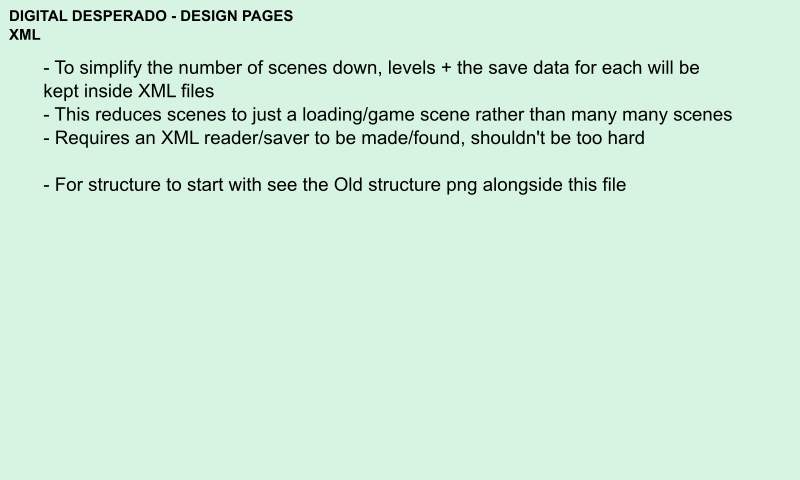 DIGITAL DESPERADO - DESIGN PAGES
XML
- To simplify the number of scenes down, levels + the save data for each will be
kept inside XML files
- This reduces scenes to just a loading/game scene rather than many many scenes
- Requires an XML reader/saver to be made/found, shouldn't be too hard
- For structure to start with see the Old structure png alongside this file